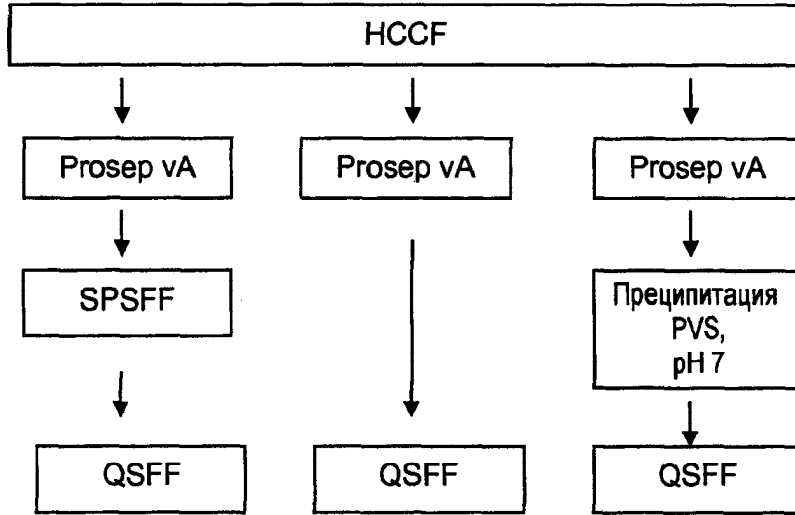 HCCF
Prosep vA
Prosep vA
Prosep vA
SPSFF
Преципитация
PVS,
pH 7
QSFF
QSFF
QSFF